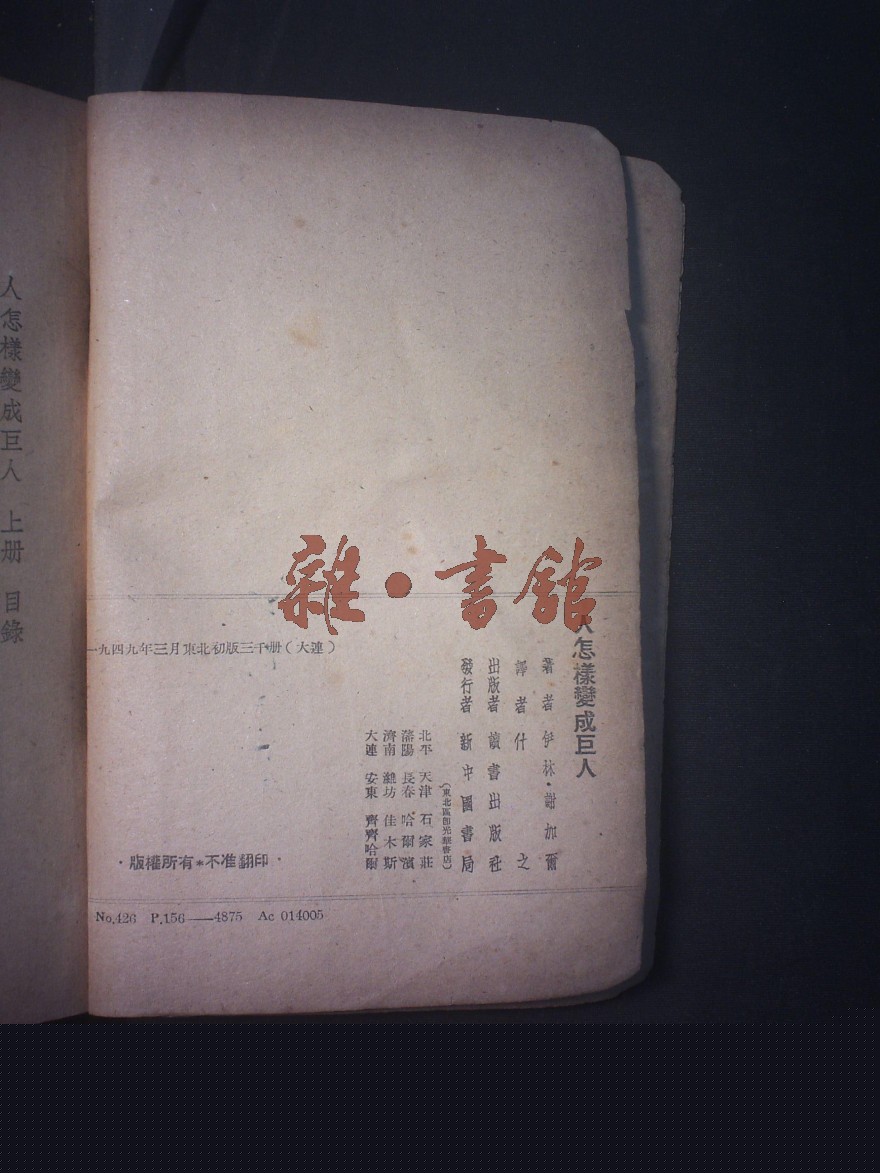 人怎樣變成巨人
著者 伊林·謝加爾
譯者 什之
出版者 讀書出版社
發行者 新中國書局
(東北區卽光華書店)
北平 天津 石家莊
瀋陽 長春 哈爾濱
濟南 濰坊 佳木斯
大連 安東 齊齊哈爾
一九四九年三月東北初版三千册(大連)
·版權所有*不准翻印·
No.426 P.156——4875 Ac 014005
人怎樣變成巨人 上册 目錄
雜·書館